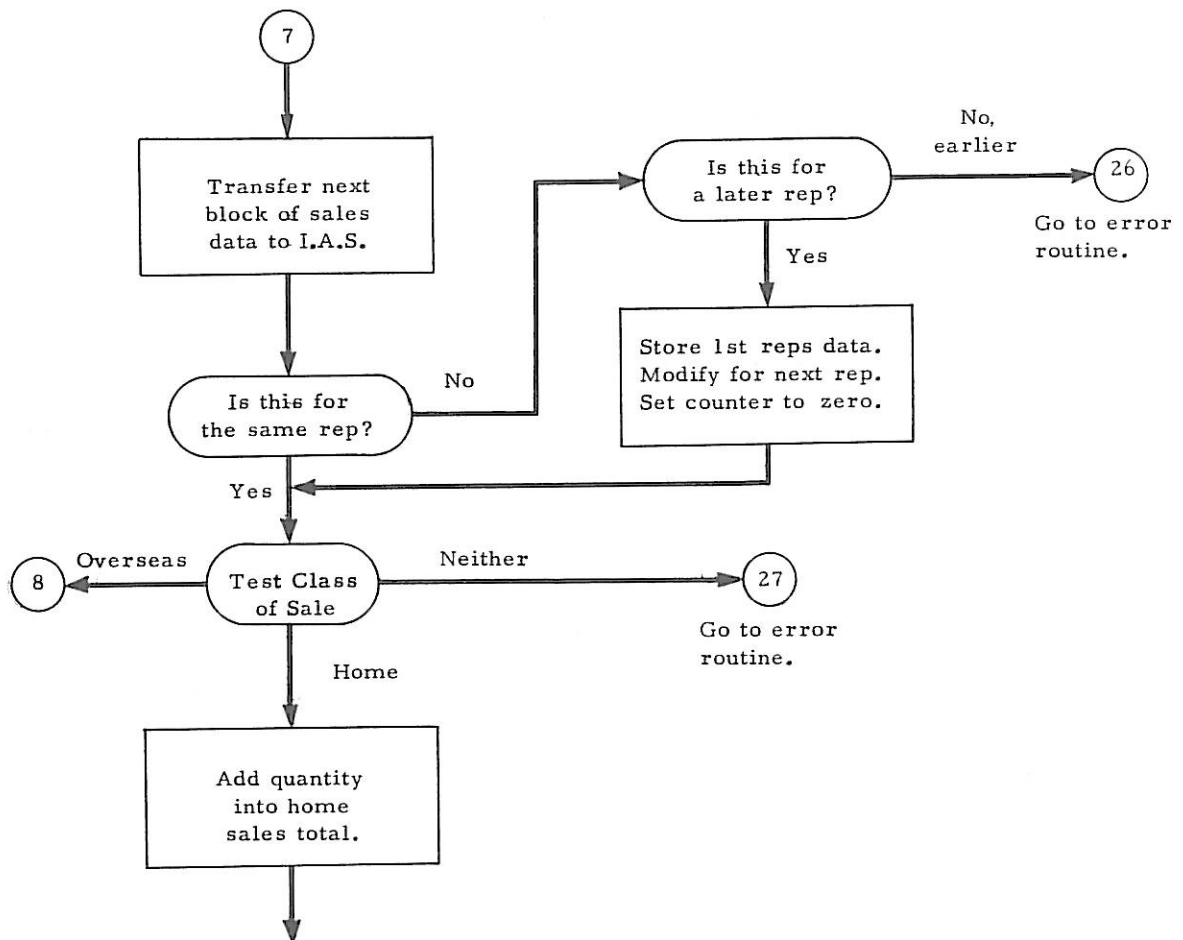 7
Transfer next
block of sales
data to I.A.S.
Is this for
the same rep?
No
Is this for
a later rep?
No,
earlier
26
Go to error
routine.
Yes
Store 1st reps data.
Modify for next rep.
Set counter to zero.
Yes
Test Class
of Sale
Overseas
8
Neither
27
Go to error
routine.
Home
Add quantity
into home
sales total.